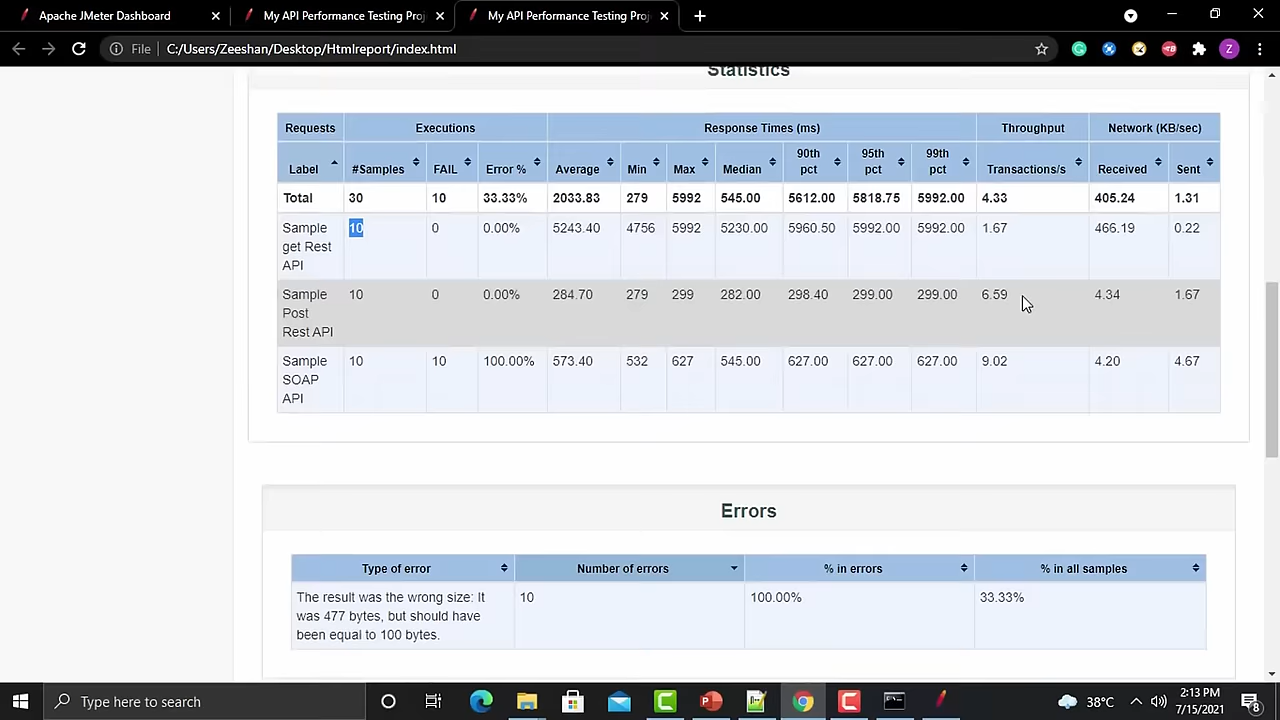 Apache JMeter Dashboard
My API Performance Testing Proj
My API Performance Testing Proj
File
C:/Users/Zeeshan/Desktop/Htmlreport/index.html
Z
Statistics
Requests Executions Response Times (ms) Throughput Network (KB/sec)
Label #Samples FAIL Error % Average Min Max Median 90th pct 95th pct 99th pct Transactions/s Received Sent
Total 30 10 33.33% 2033.83 279 5992 545.00 5612.00 5818.75 5992.00 4.33 405.24 1.31
Sample 10 0 0.00% 5243.40 4756 5992 5230.00 5960.50 5992.00 5992.00 1.67 466.19 0.22
get Rest
API
Sample 10 0 0.00% 284.70 279 299 282.00 298.40 299.00 299.00 6.59 4.34 1.67
Post
Rest API
Sample 10 10 100.00% 573.40 532 627 545.00 627.00 627.00 627.00 9.02 4.20 4.67
SOAP
API
Errors
Type of error Number of errors % in errors % in all samples
The result was the wrong size: It 10 100.00% 33.33%
was 477 bytes, but should have
been equal to 100 bytes.
Type here to search
38°C
2:13 PM
7/15/2021
8